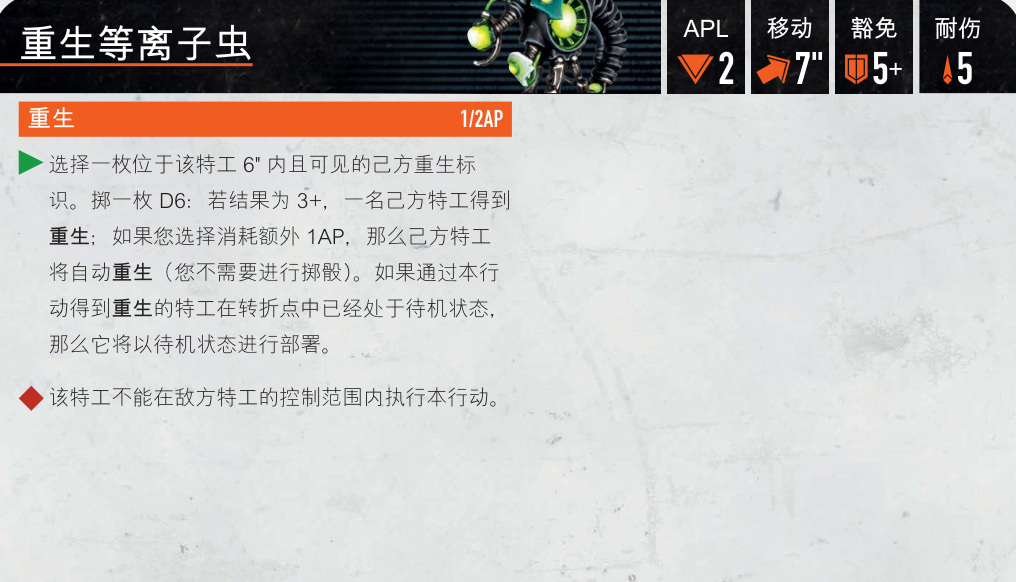 重生等离子虫
APL
2
移动
7"
豁免
5+
耐伤
5
重生
1/2AP
选择一枚位于该特工 6" 内且可见的己方重生标
识。掷一枚 D6：若结果为 3+，一名己方特工得到
重生；如果您选择消耗额外 1AP，那么己方特工
将自动重生（您不需要进行掷骰）。如果通过本行
动得到重生的特工在转折点中已经处于待机状态，
那么它将以待机状态进行部署。
该特工不能在敌方特工的控制范围内执行本行动。